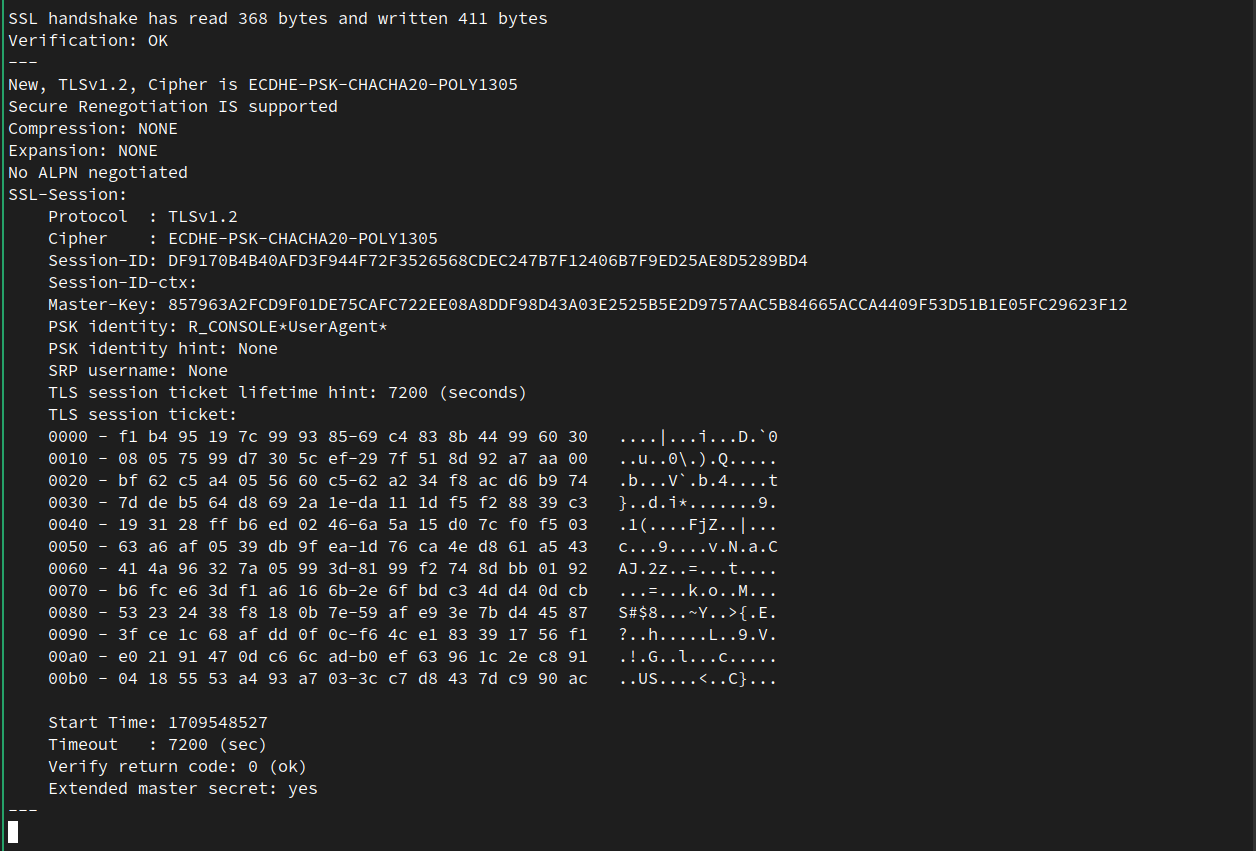 SSL handshake has read 368 bytes and written 411 bytes
Verification: OK
---
New, TLSv1.2, Cipher is ECDHE-PSK-CHACHA20-POLY1305
Secure Renegotiation IS supported
Compression: NONE
Expansion: NONE
No ALPN negotiated
SSL-Session:
    Protocol  : TLSv1.2
    Cipher    : ECDHE-PSK-CHACHA20-POLY1305
    Session-ID: DF9170B4B40AFD3F944F72F3526568CDEC247B7F12406B7F9ED25AE8D5289BD4
    Session-ID-ctx:
    Master-Key: 857963A2FCD9F01DE75CAFC722EE08A8DDF98D43A03E2525B5E2D9757AAC5B84665ACCA4409F53D51B1E05FC29623F12
    PSK identity: R_CONSOLE*UserAgent*
    PSK identity hint: None
    SRP username: None
    TLS session ticket lifetime hint: 7200 (seconds)
    TLS session ticket:
    0000 - f1 b4 95 19 7c 99 93 85-69 c4 83 8b 44 99 60 30   ....|...i...D.`0
    0010 - 08 05 75 99 d7 30 5c ef-29 7f 51 8d 92 a7 aa 00   ..u..0\.).Q.....
    0020 - bf 62 c5 a4 05 56 60 c5-62 a2 34 f8 ac d6 b9 74   .b...V`.b.4....t
    0030 - 7d de b5 64 d8 69 2a 1e-da 11 1d f5 f2 88 39 c3   }..d.i*.......9.
    0040 - 19 31 28 ff b6 ed 02 46-6a 5a 15 d0 7c f0 f5 03   .1(....FjZ..|...
    0050 - 63 a6 af 05 39 db 9f ea-1d 76 ca 4e d8 61 a5 43   c...9....v.N.a.C
    0060 - 41 4a 96 32 7a 05 99 3d-81 99 f2 74 8d bb 01 92   AJ.2z..=...t....
    0070 - b6 fc e6 3d f1 a6 16 6b-2e 6f bd c3 4d d4 0d cb   ...=...k.o..M...
    0080 - 53 23 24 38 f8 18 0b 7e-59 af e9 3e 7b d4 45 87   S#$8...~Y..>{.E.
    0090 - 3f ce 1c 68 af dd 0f 0c-f6 4c e1 83 39 17 56 f1   ?..h.....L..9.V.
    00a0 - e0 21 91 47 0d c6 6c ad-b0 ef 63 96 1c 2e c8 91   .!.G..l...c.....
    00b0 - 04 18 55 53 a4 93 a7 03-3c c7 d8 43 7d c9 90 ac   ..US....<..C}...

    Start Time: 1709548527
    Timeout   : 7200 (sec)
    Verify return code: 0 (ok)
    Extended master secret: yes
---